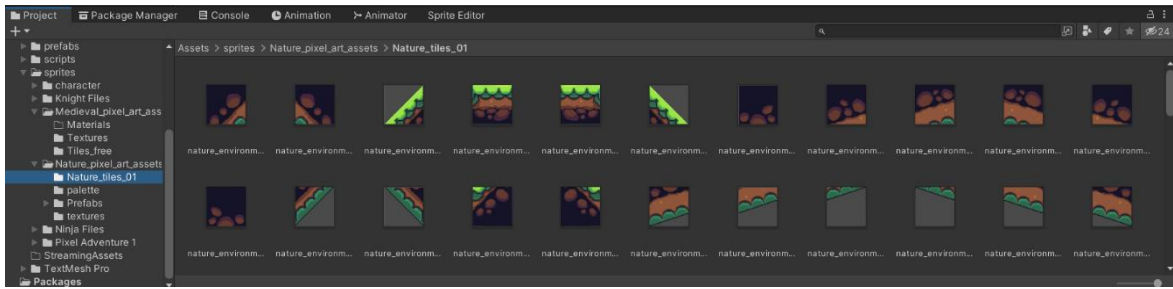 Project Package Manager Console Animation Animator Sprite Editor
24
prefabs
scripts
sprites
character
Knight Files
Medieval_pixel_art_ass
Materials
Textures
Tiles_free
Nature_pixel_art_assets
Nature_tiles_01
palette
Prefabs
textures
Ninja Files
Pixel Adventure 1
StreamingAssets
TextMesh Pro
Packages
Assets > sprites > Nature_pixel_art_assets > Nature_tiles_01
nature_environm... nature_environm... nature_environm... nature_environm... nature_environm... nature_environm... nature_environm... nature_environm... nature_environm... nature_environm... nature_environm...
nature_environm... nature_environm... nature_environm... nature_environm... nature_environm... nature_environm... nature_environm... nature_environm... nature_environm... nature_environm... nature_environm...